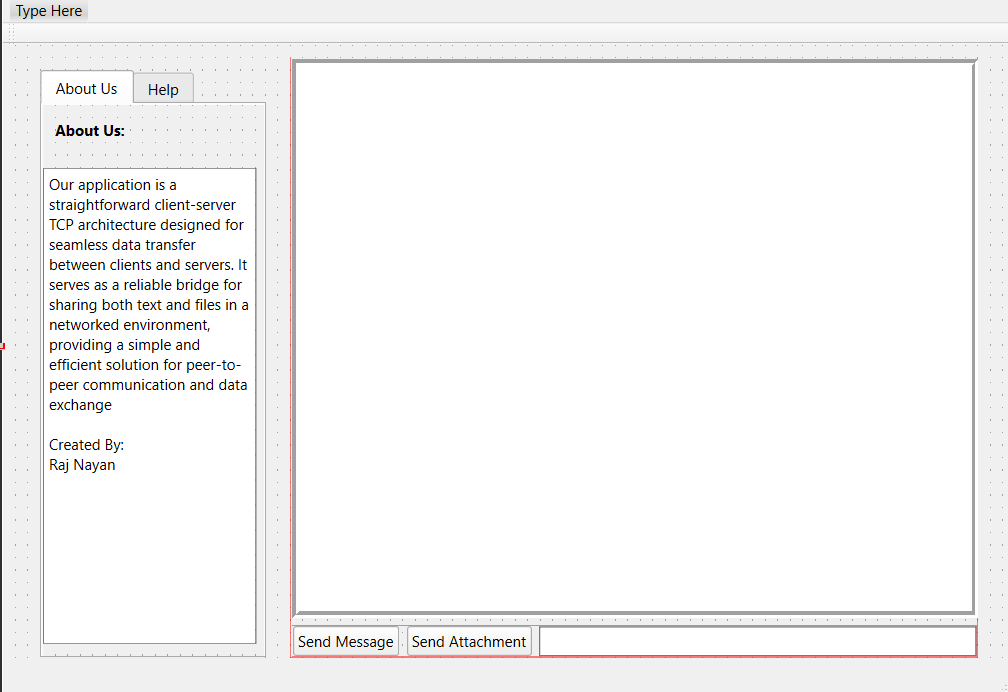 Type Here
About Us
Help
About Us:
Our application is a
straightforward client-server
TCP architecture designed for
seamless data transfer
between clients and servers. It
serves as a reliable bridge for
sharing both text and files in a
networked environment,
providing a simple and
efficient solution for peer-to-
peer communication and data
exchange
Created By:
Raj Nayan
Send Message
Send Attachment